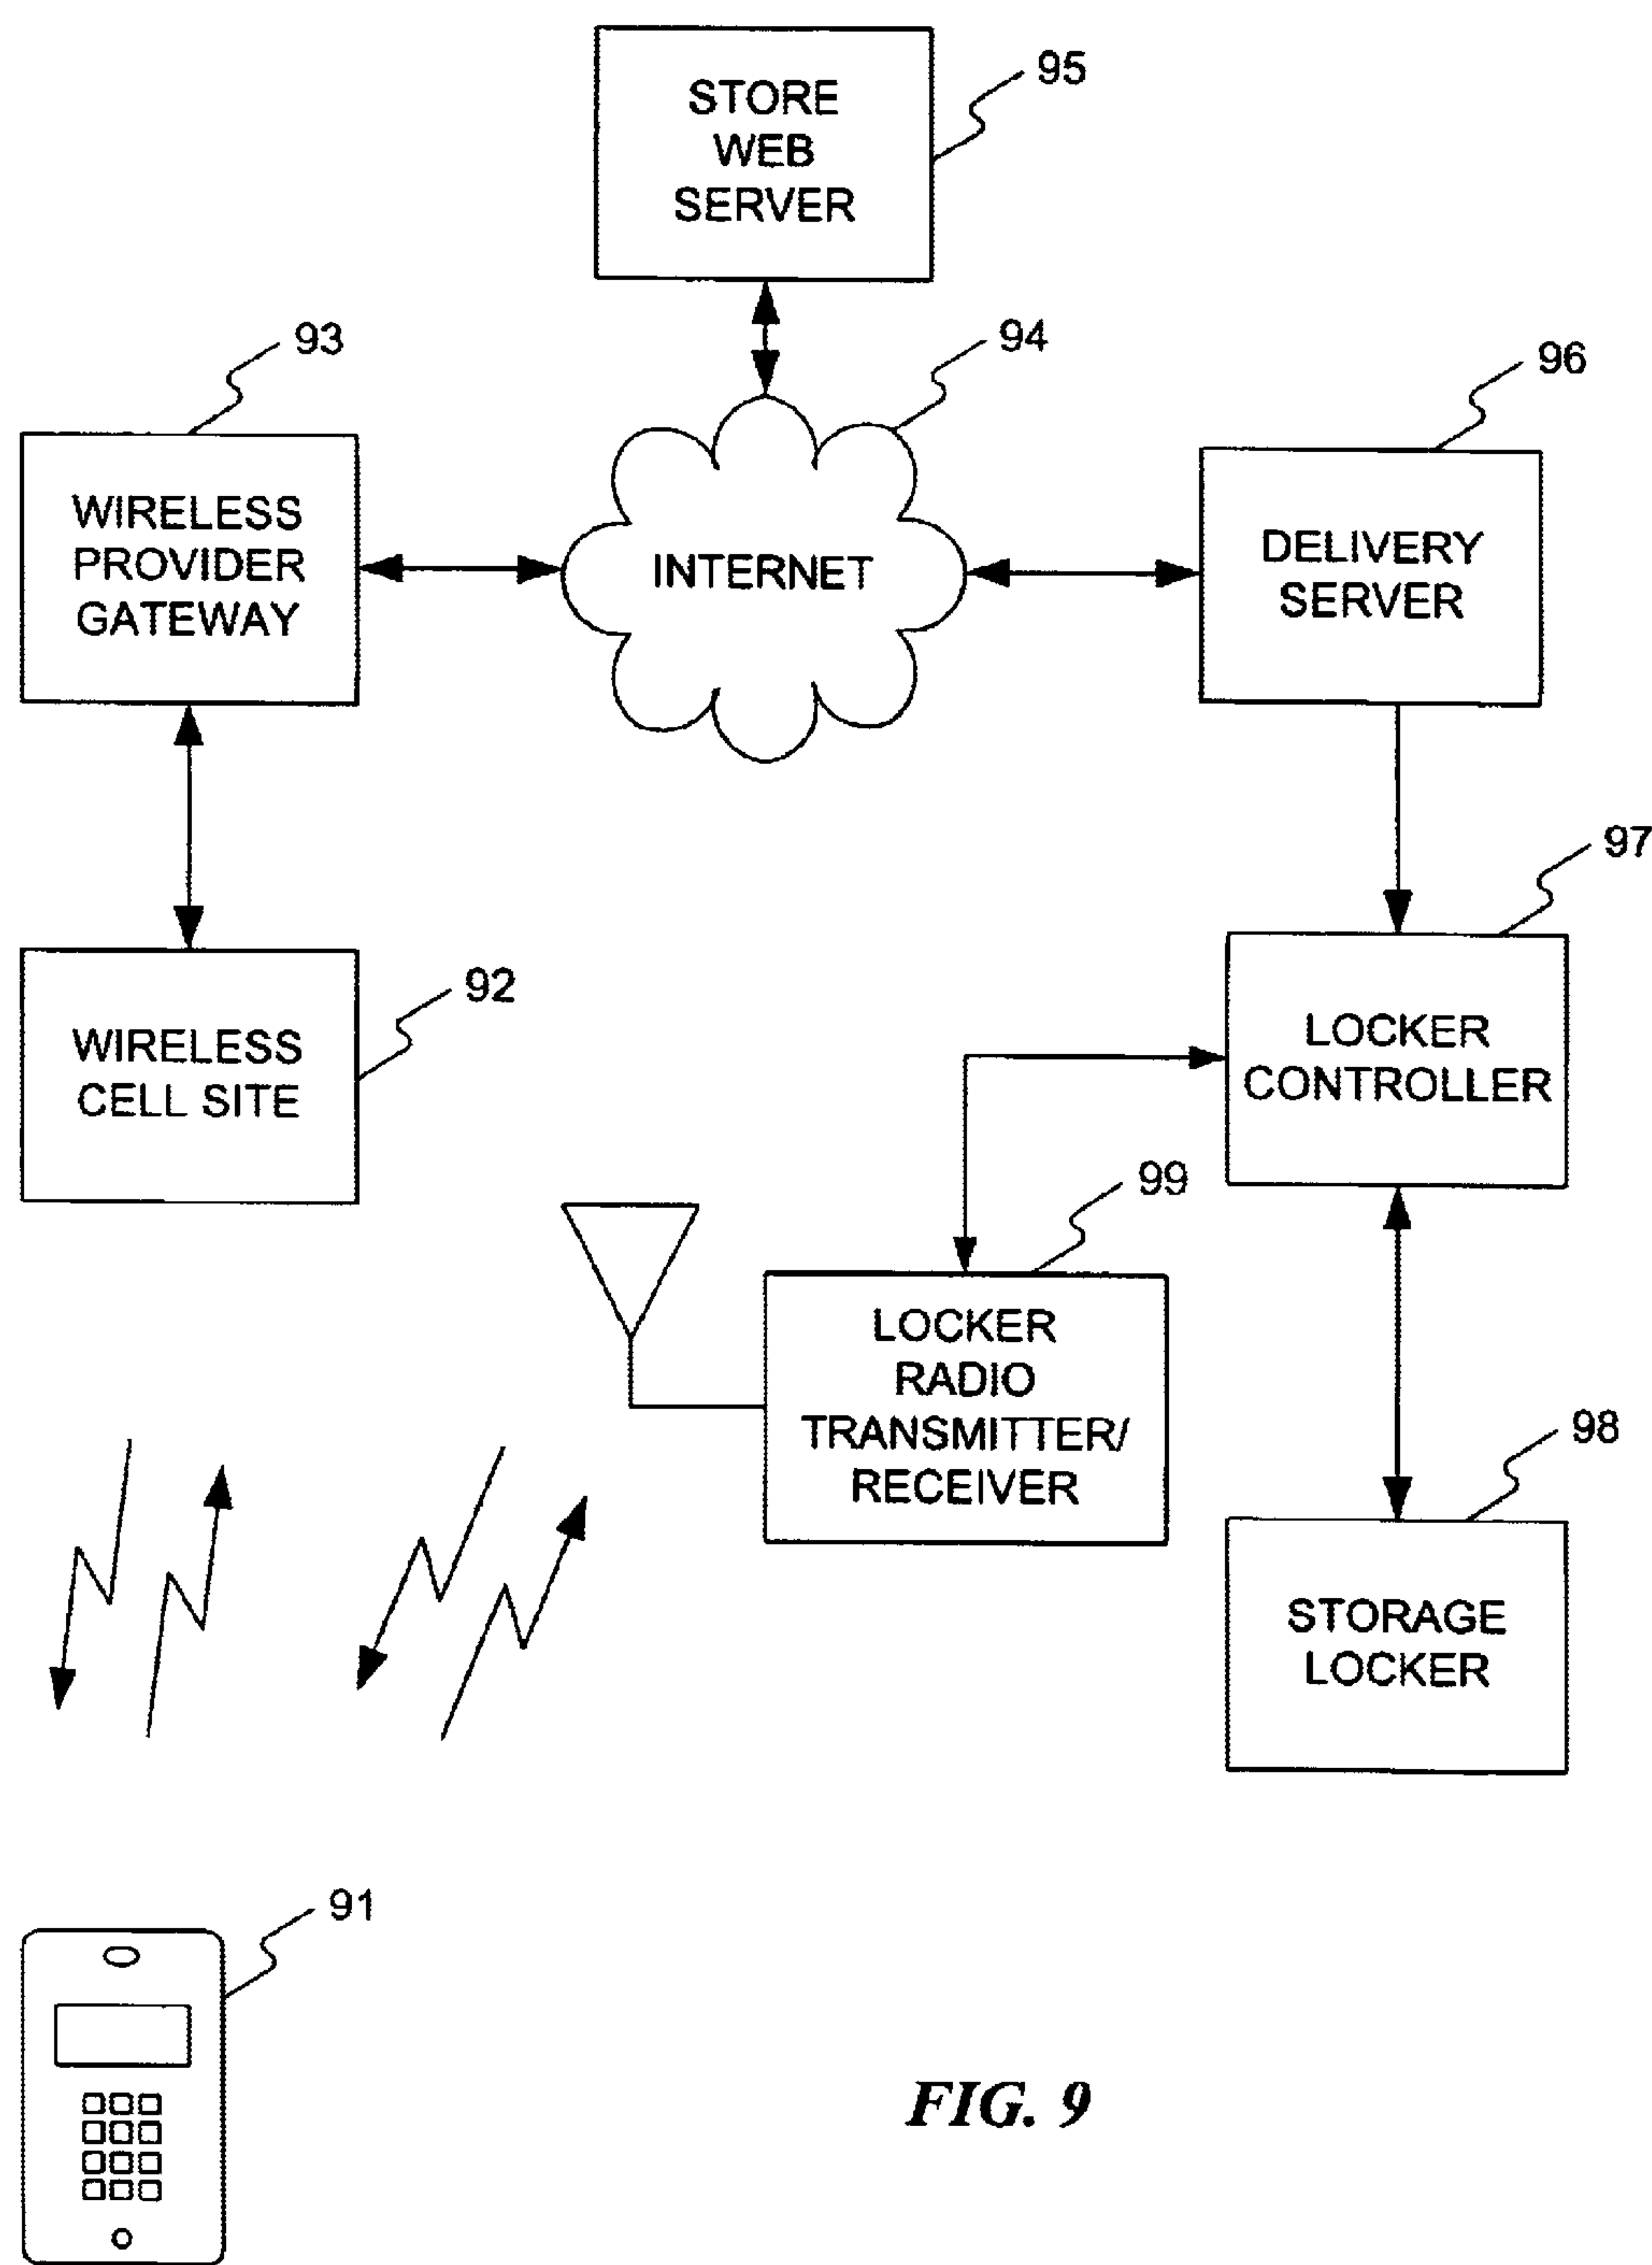 STORE
WEB
SERVER
95
93
94
96
WIRELESS
PROVIDER
GATEWAY
INTERNET
DELIVERY
SERVER
97
92
WIRELESS
CELL SITE
LOCKER
CONTROLLER
99
LOCKER
RADIO
TRANSMITTER/
RECEIVER
98
STORAGE
LOCKER
91
FIG. 9